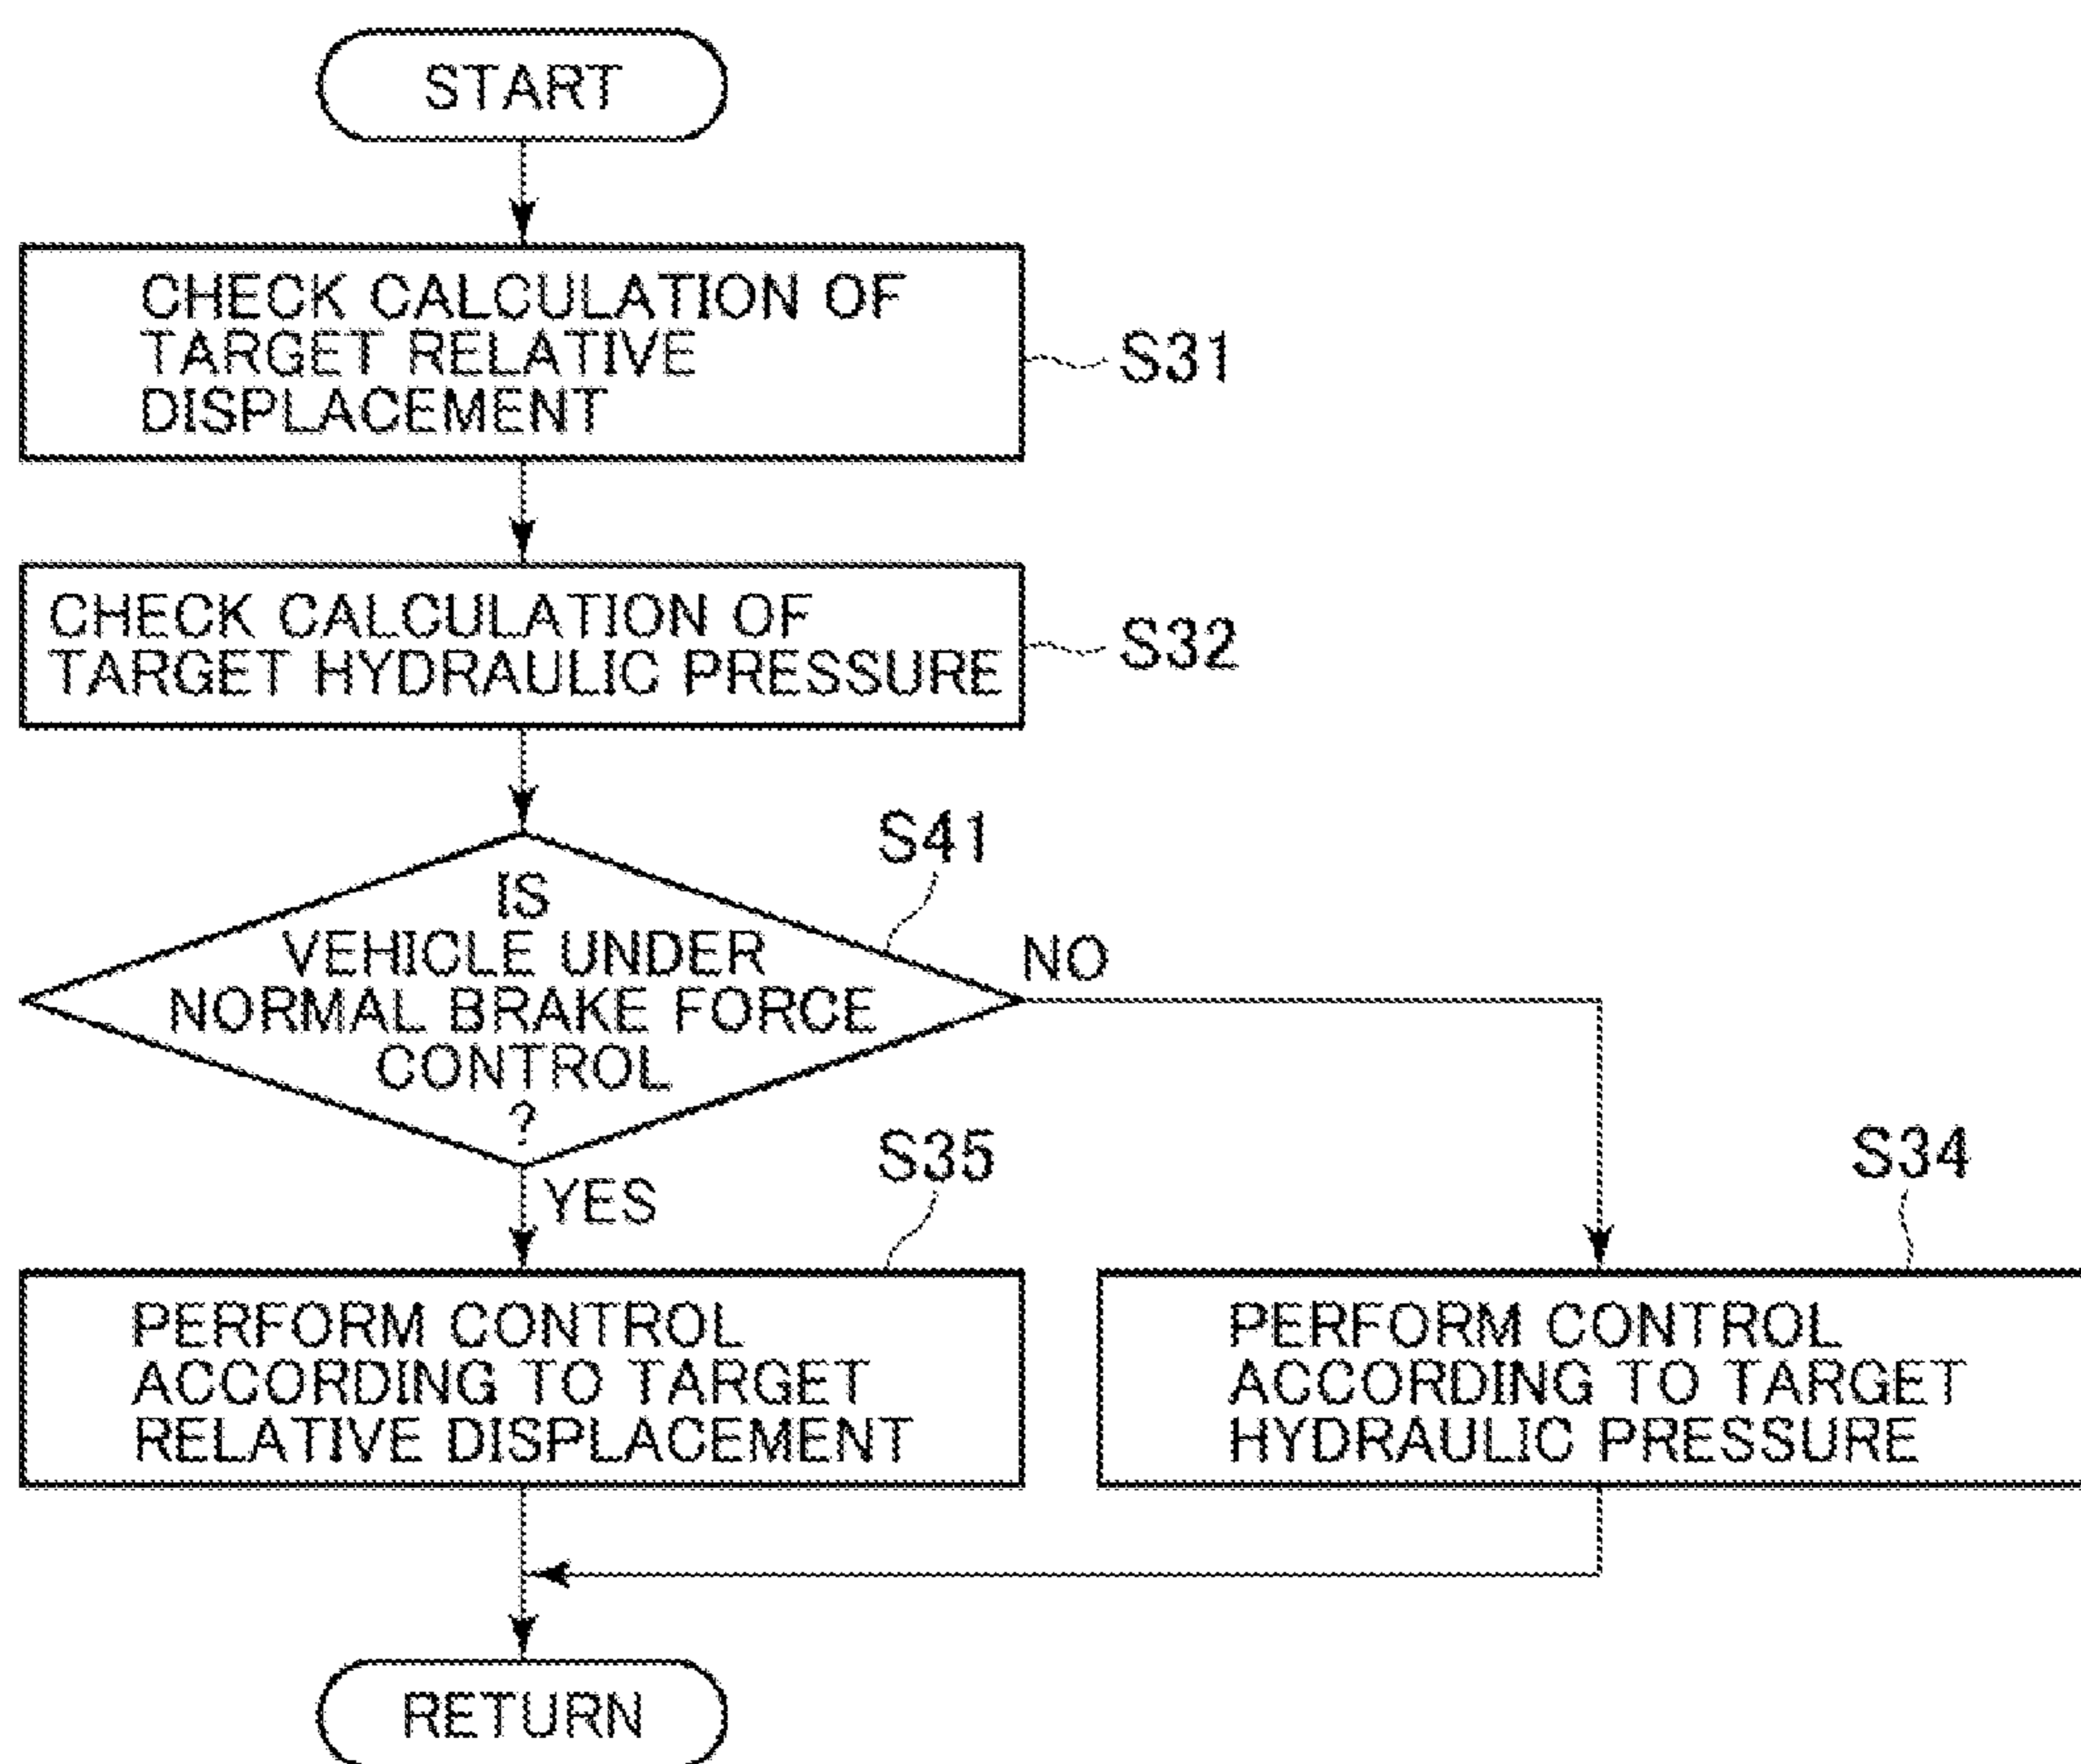 START
CHECK CALCULATION OF
TARGET RELATIVE
DISPLACEMENT
S31
CHECK CALCULATION OF
TARGET HYDRAULIC PRESSURE
S32
S41
IS
VEHICLE UNDER
NORMAL BRAKE FORCE
CONTROL
?
NO
YES
S35
PERFORM CONTROL
ACCORDING TO TARGET
RELATIVE DISPLACEMENT
S34
PERFORM CONTROL
ACCORDING TO TARGET
HYDRAULIC PRESSURE
RETURN